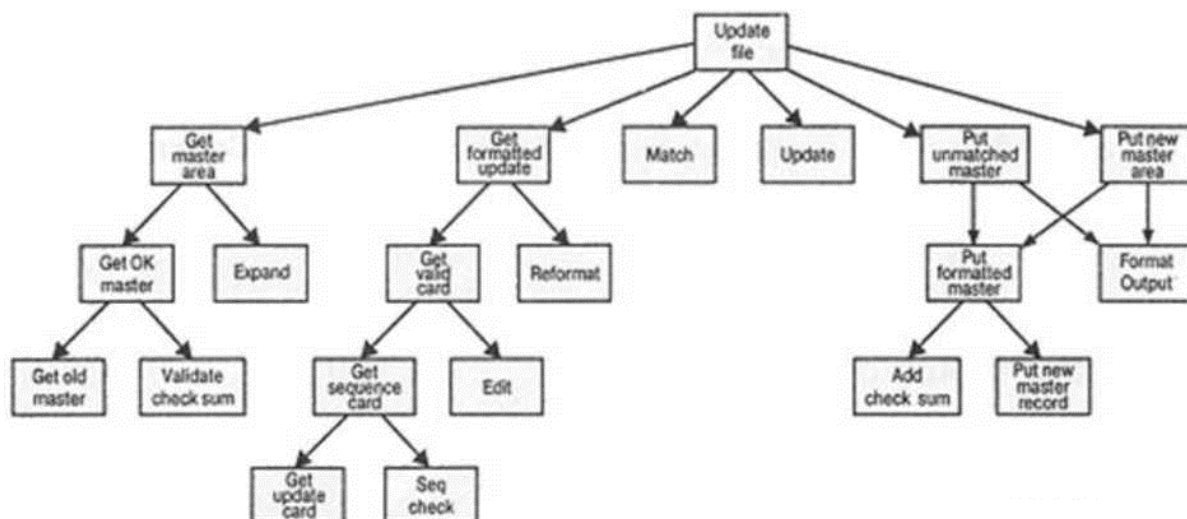 Update
file
Get
master
area
Get
formatted
update
Match
Update
Put
unmatched
master
Put new
master
area
Get OK
master
Expand
Get
valid
card
Reformat
Put
formatted
master
Format
Output
Get old
master
Validate
check sum
Get
sequence
card
Edit
Add
check sum
Put new
master
record
Get
update
card
Seq
check